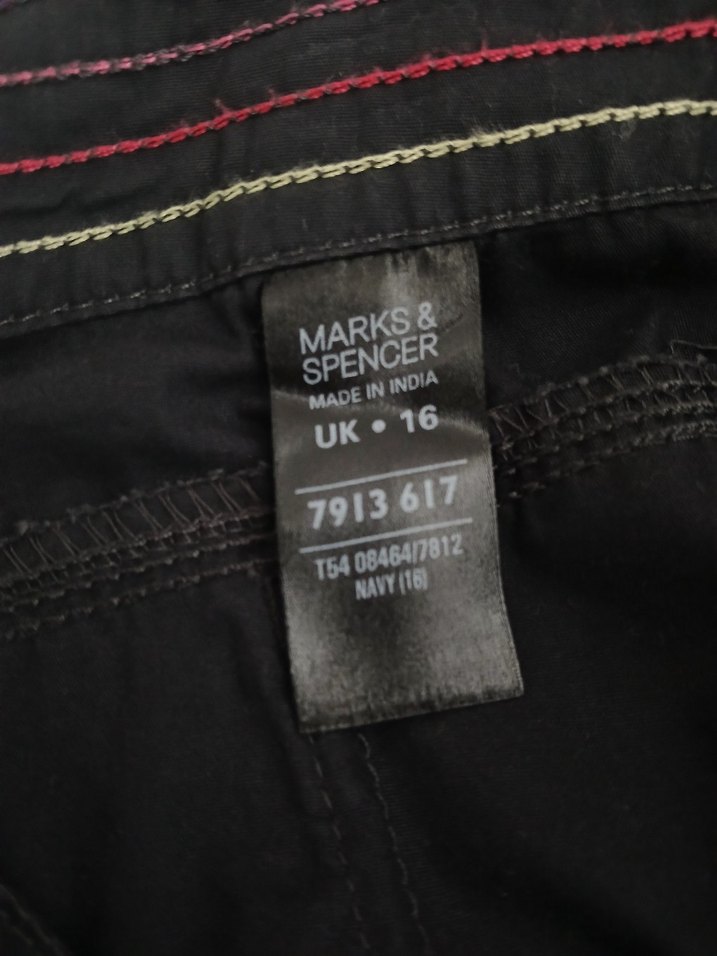 MARKS &
SPENCER
MADE IN INDIA
UK • 16
7913 617
T54 08464/7812
NAVY (16)